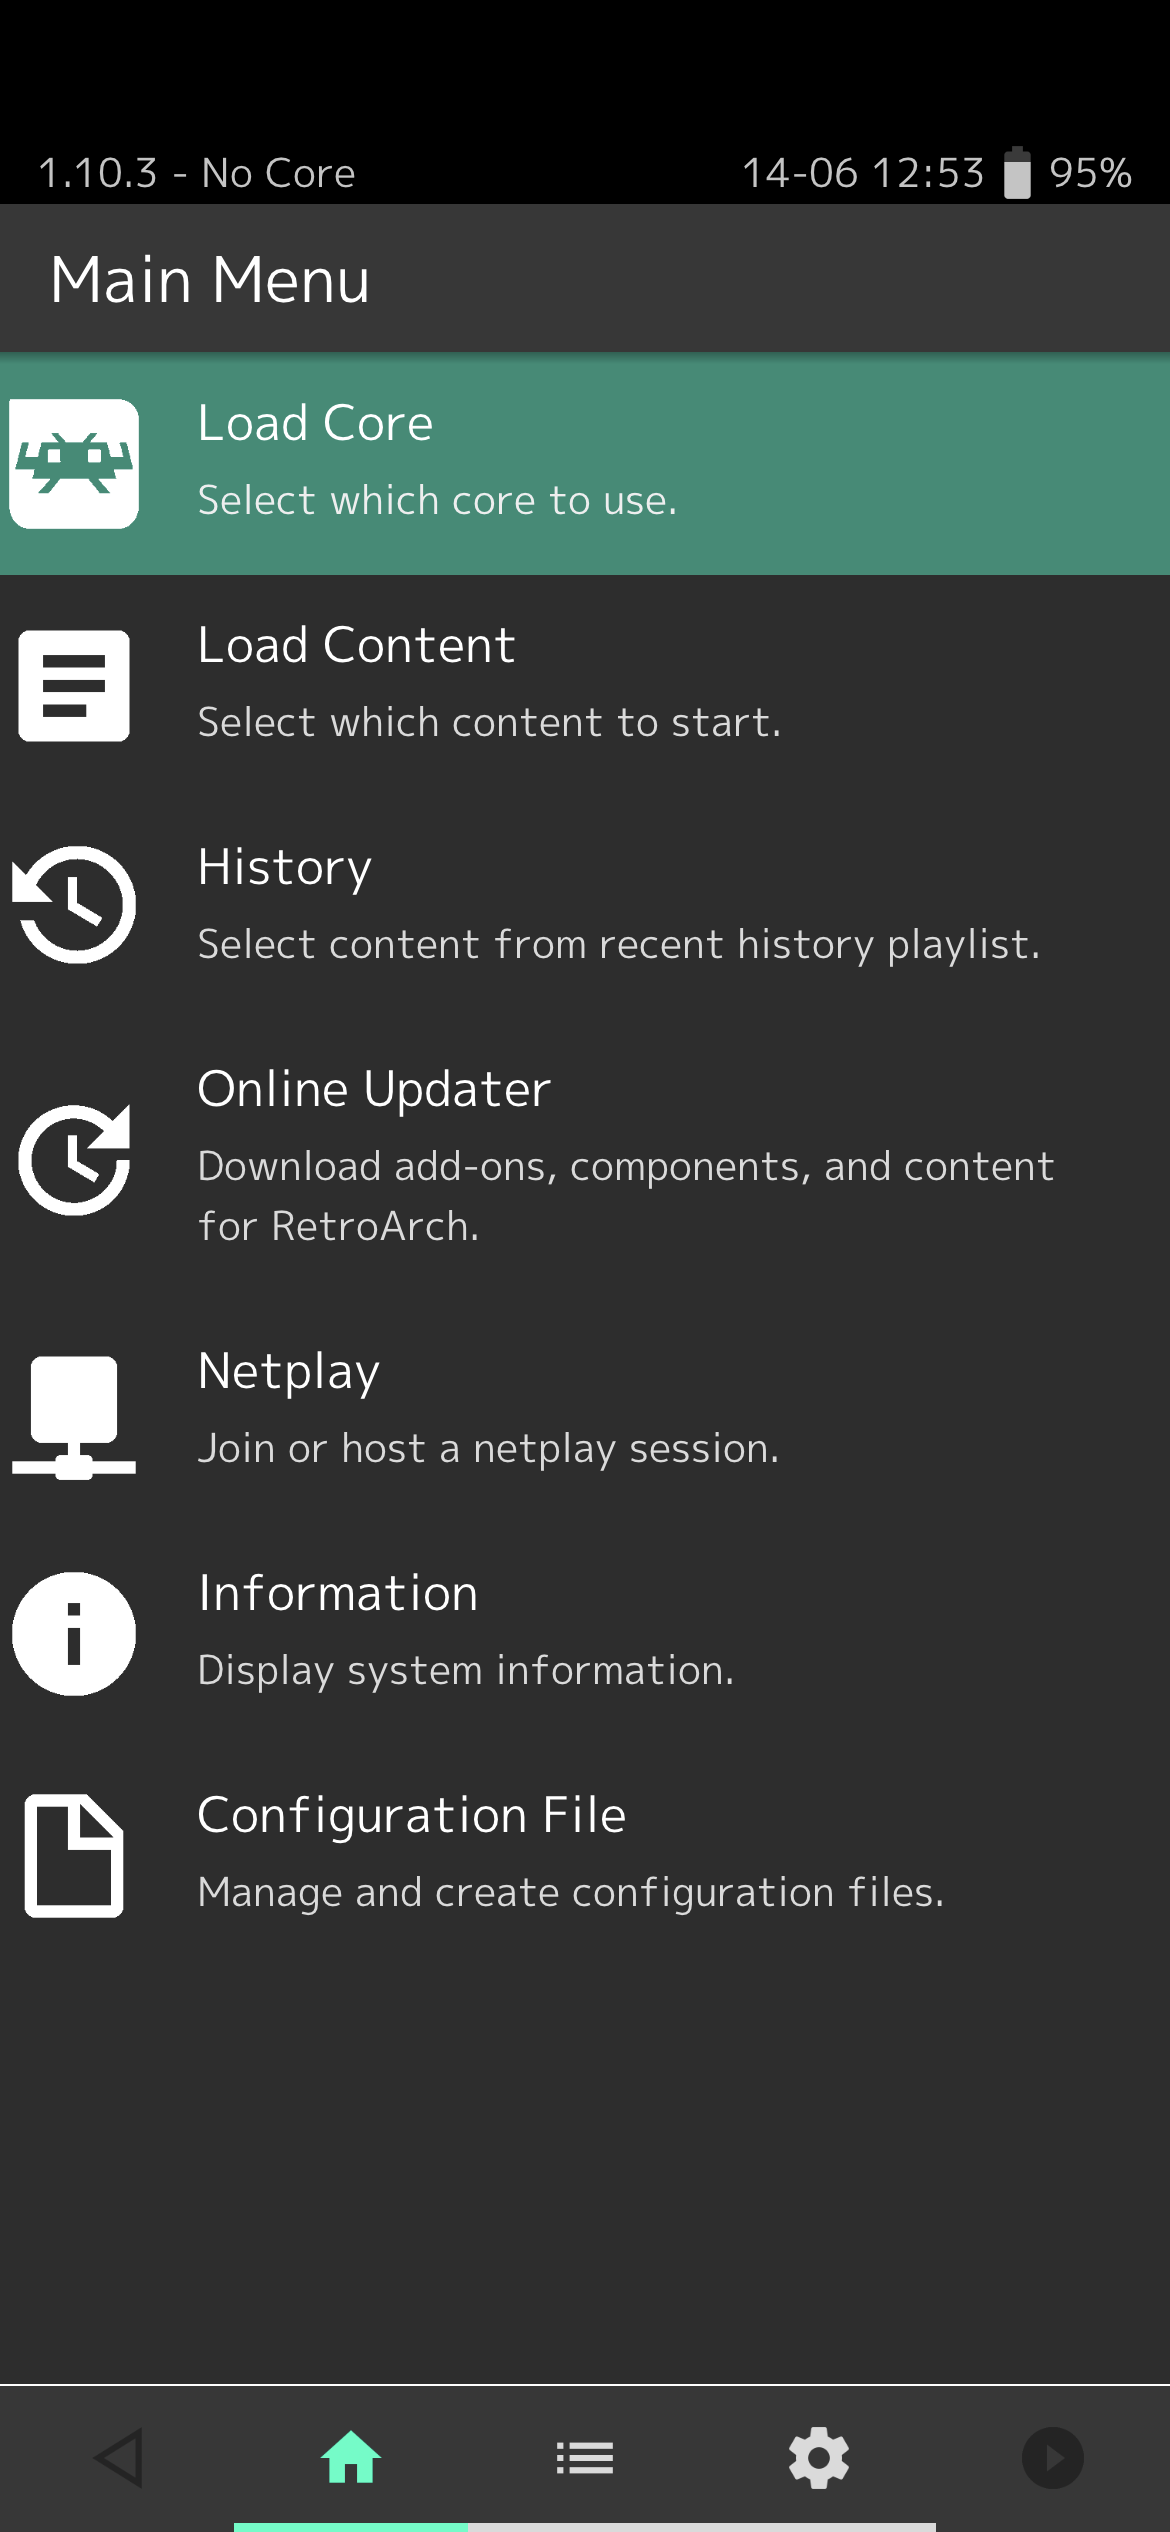 1.10.3 - No Core 14-06 12:53 95%
Main Menu
Load Core
Select which core to use.
Load Content
Select which content to start.
History
Select content from recent history playlist.
Online Updater
Download add-ons, components, and content
for RetroArch.
Netplay
Join or host a netplay session.
Information
Display system information.
Configuration File
Manage and create configuration files.